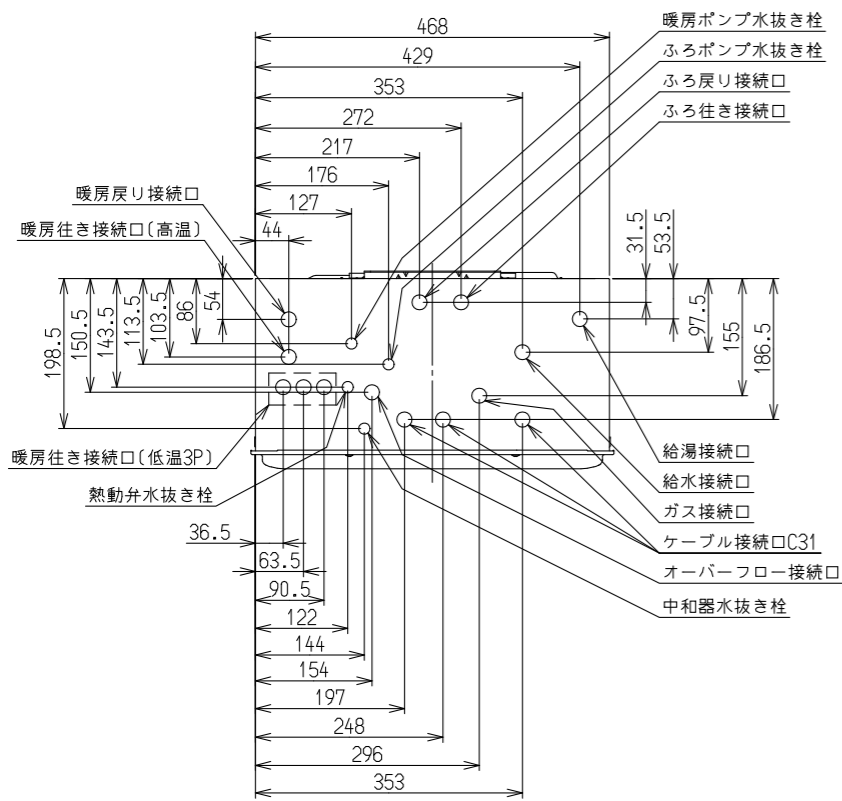 暖房ポンプ水抜き栓
468
ふろポンプ水抜き栓
429
ふろ戻り接続口
353
ふろ往き接続口
272
217
176
暖房戻り接続口
127
暖房往き接続口(高温)
44
31.5
53.5
54
86
103.5
113.5
143.5
150.5
198.5
97.5
155
186.5
暖房往き接続口(低温3P)
給湯接続口
熱動弁水抜き栓
給水接続口
ガス接続口
36.5
ケーブル接続口C31
63.5
オーバーフロー接続口
90.5
中和器水抜き栓
122
144
154
197
248
296
353